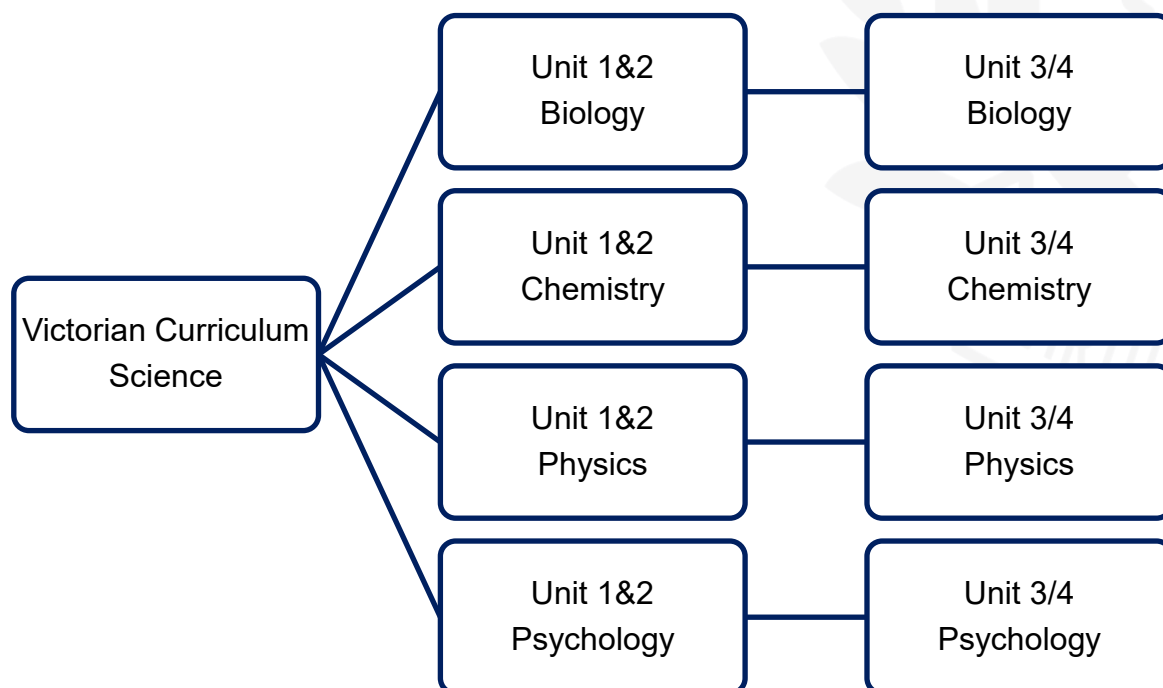 Victorian Curriculum
Science
Unit 1&2
Biology
Unit 3/4
Biology
Unit 1&2
Chemistry
Unit 3/4
Chemistry
Unit 1&2
Physics
Unit 3/4
Physics
Unit 1&2
Psychology
Unit 3/4
Psychology